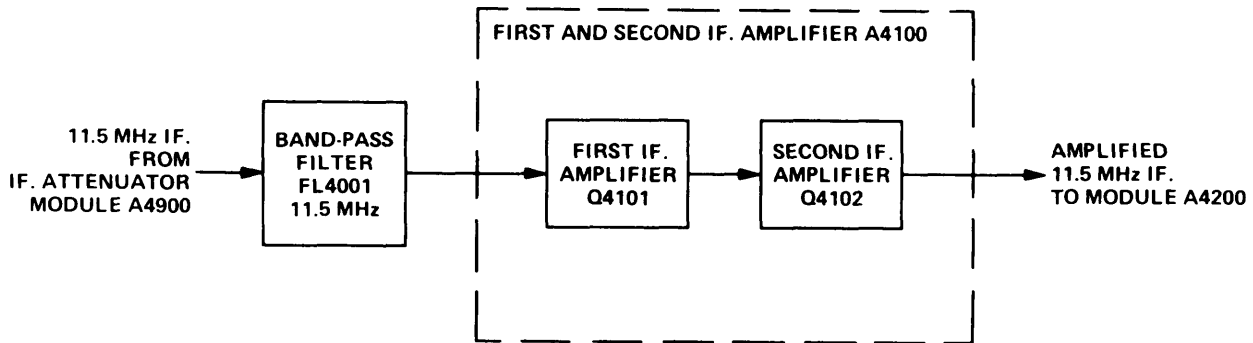 FIRST AND SECOND IF. AMPLIFIER A4100
11.5 MHz IF.
FROM
IF. ATTENUATOR
MODULE A4900
BAND-PASS
FILTER
FL4001
11.5 MHz
FIRST IF.
AMPLIFIER
Q4101
SECOND IF.
AMPLIFIER
Q4102
AMPLIFIED
11.5 MHz IF.
TO MODULE A4200